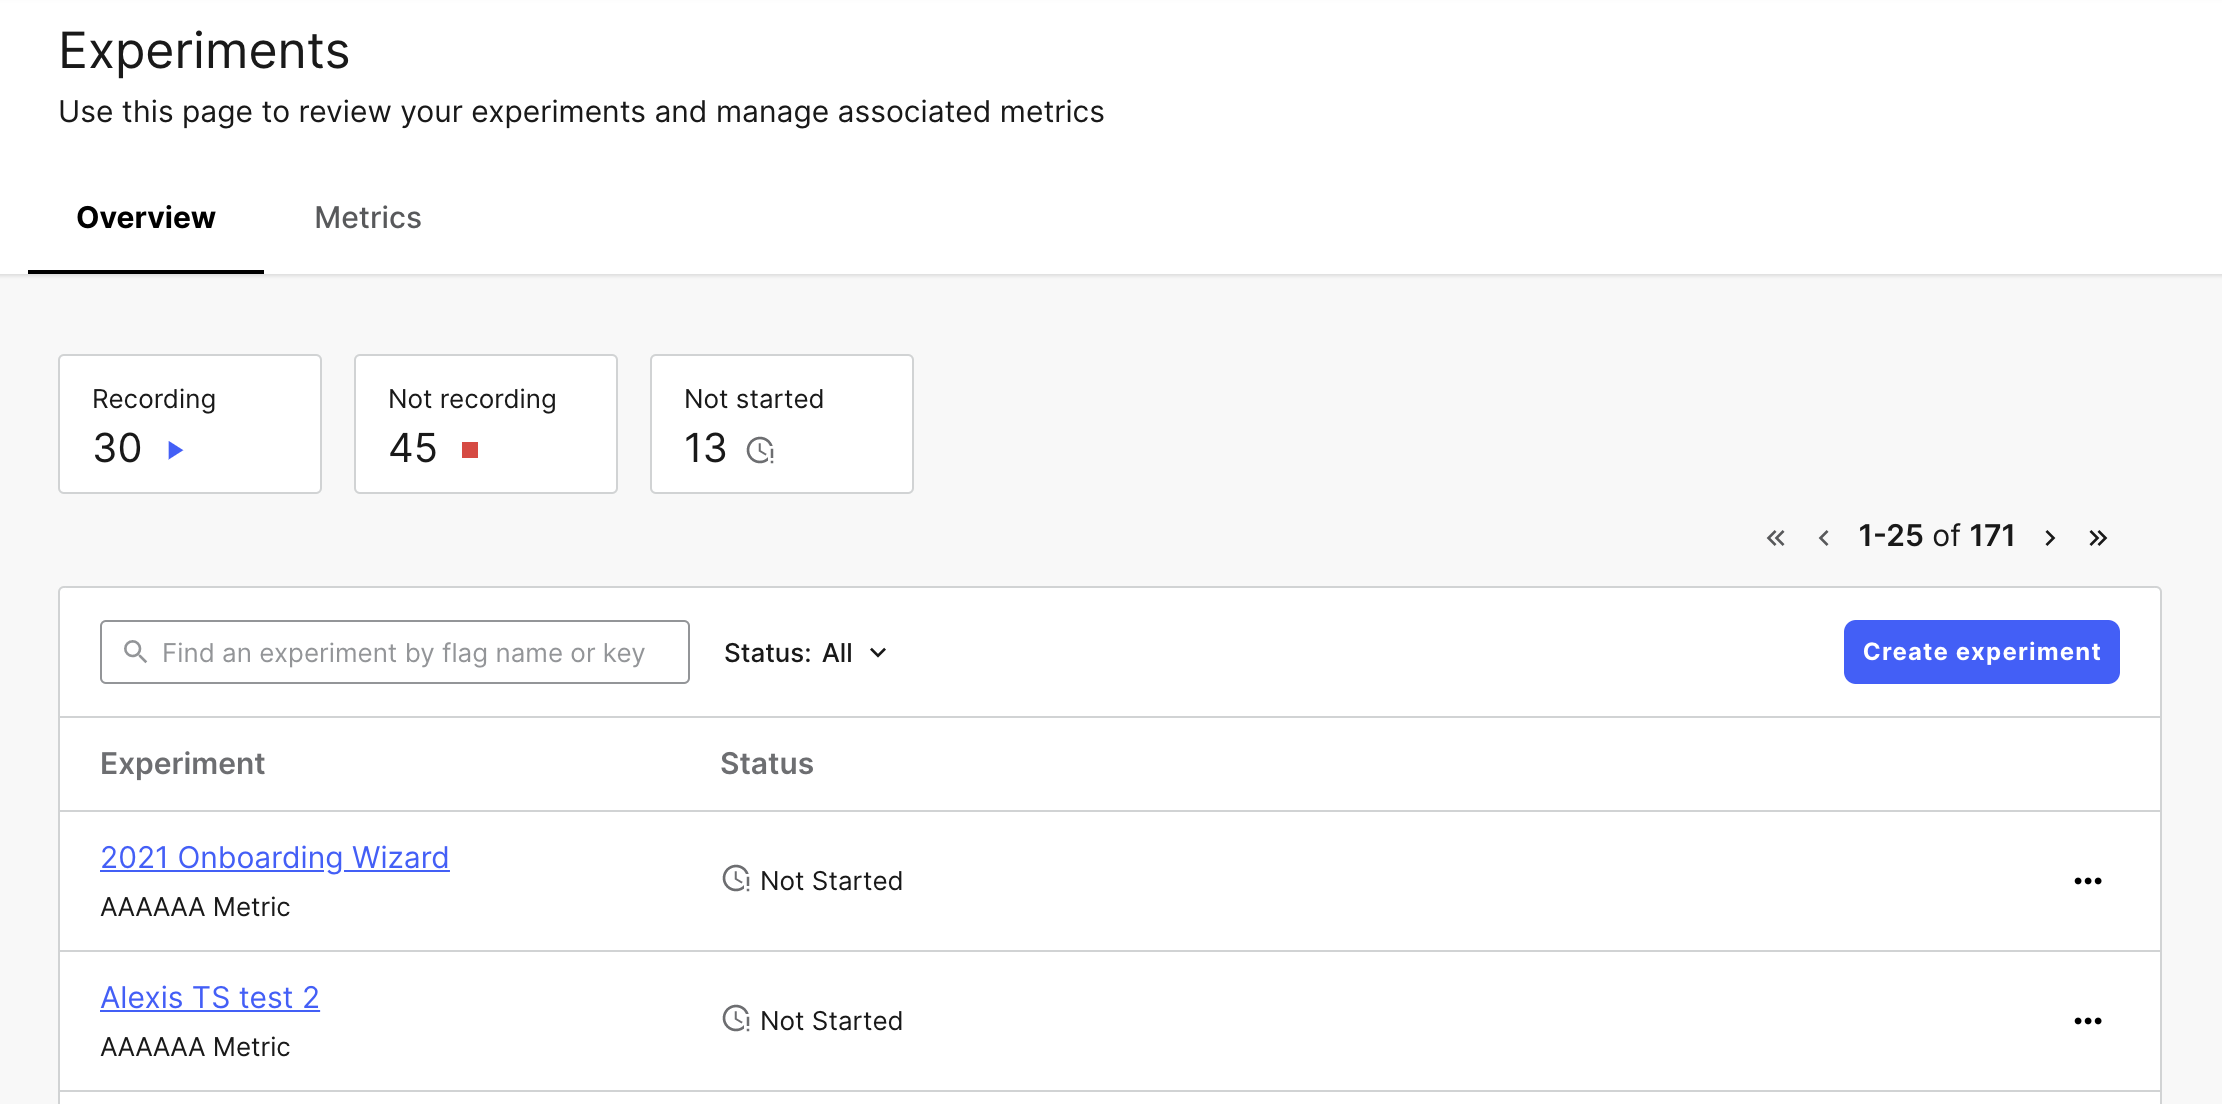 Experiments
Use this page to review your experiments and manage associated metrics
Overview Metrics
Recording Not recording Not started
30 45 13
1-25 of 171
Find an experiment by flag name or key Status: All Create experiment
Experiment Status
2021 Onboarding Wizard
Not Started
AAAAAA Metric
Alexis TS test 2
Not Started
AAAAAA Metric